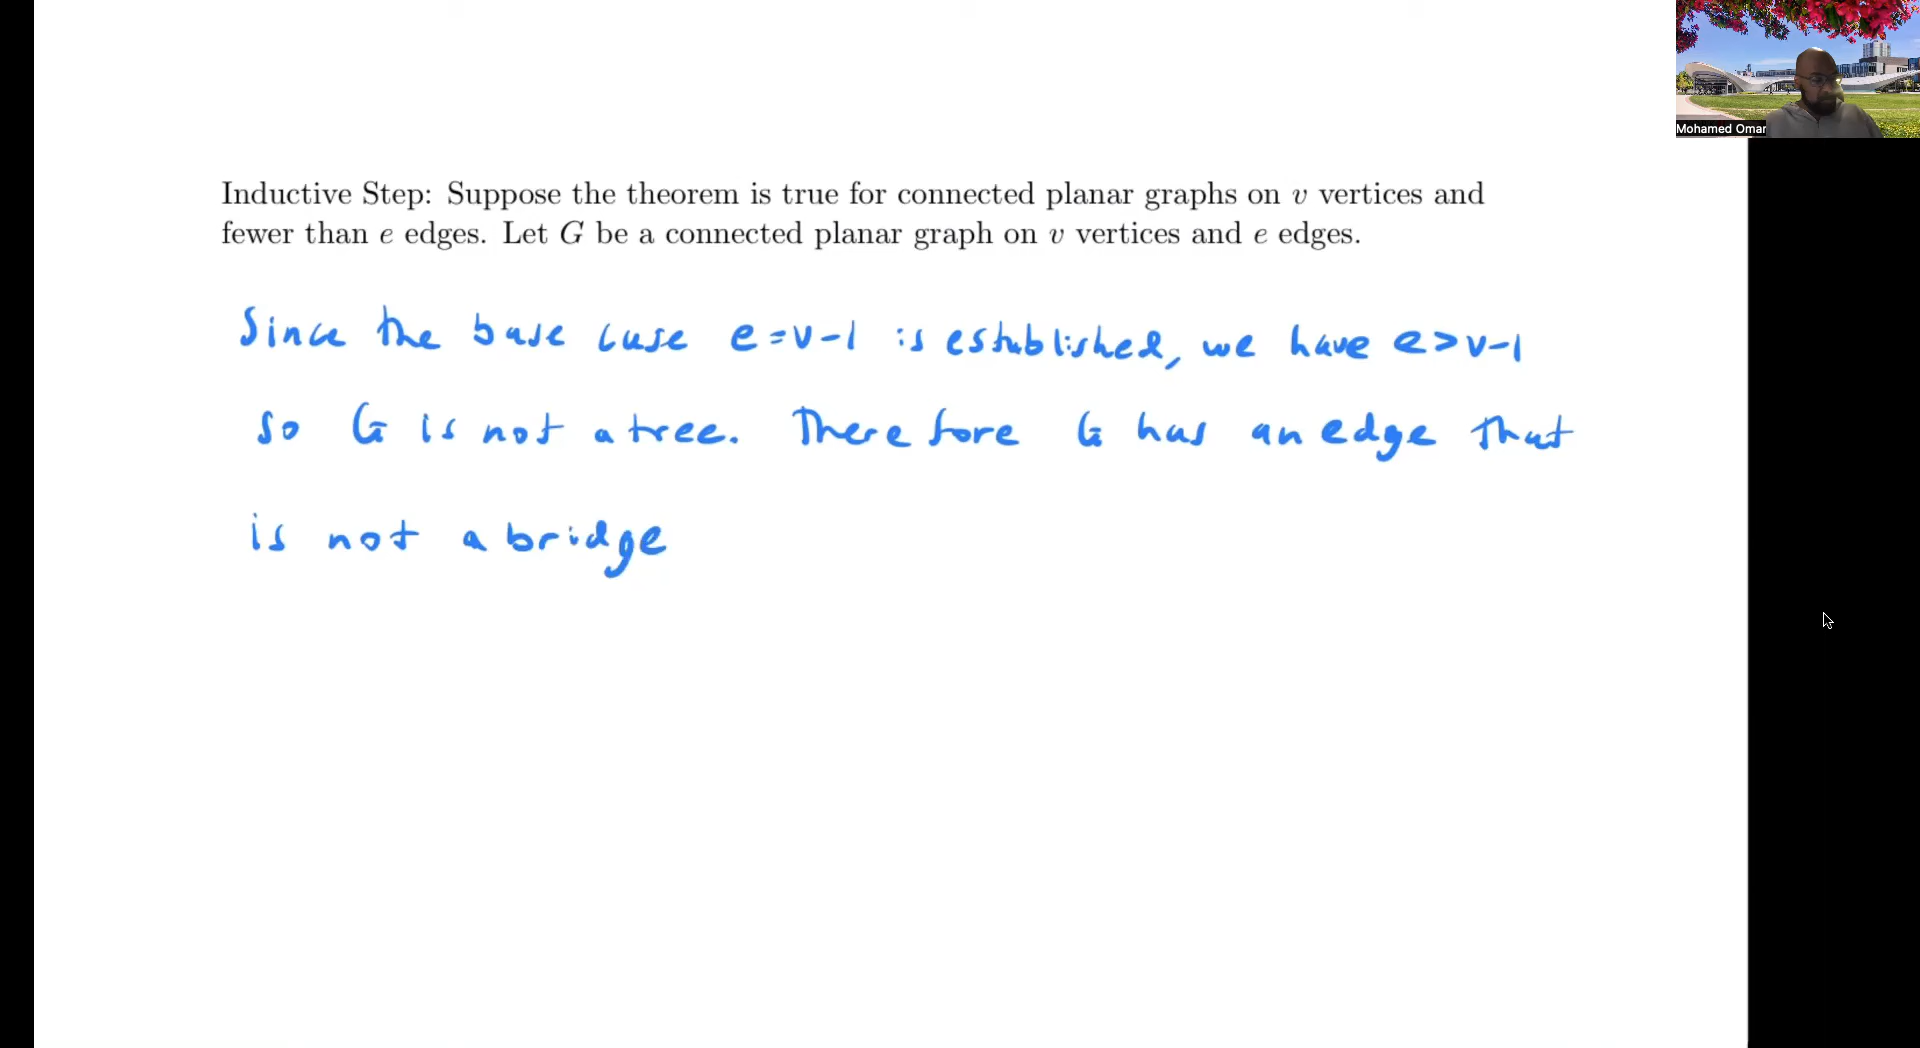 Mohamed Omar
Inductive Step: Suppose the theorem is true for connected planar graphs on v vertices and
fewer than e edges. Let G be a connected planar graph on v vertices and e edges.
Since the base case e=v-1 is established, we have e>v-1
so G is not a tree. Therefore G has an edge that
is not a bridge